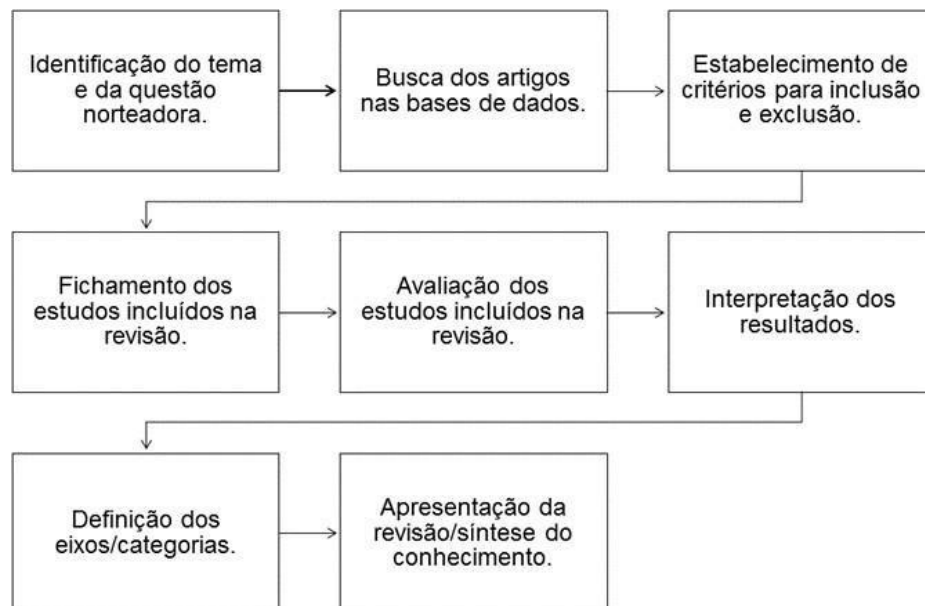 Identificação do tema
e da questão
norteadora.
Busca dos artigos
nas bases de dados.
Estabelecimento de
critérios para inclusão
e exclusão.
Fichamento dos
estudos incluídos na
revisão.
Avaliação dos
estudos incluídos na
revisão.
Interpretação dos
resultados.
Definição dos
eixos/categorias.
Apresentação da
revisão/síntese do
conhecimento.